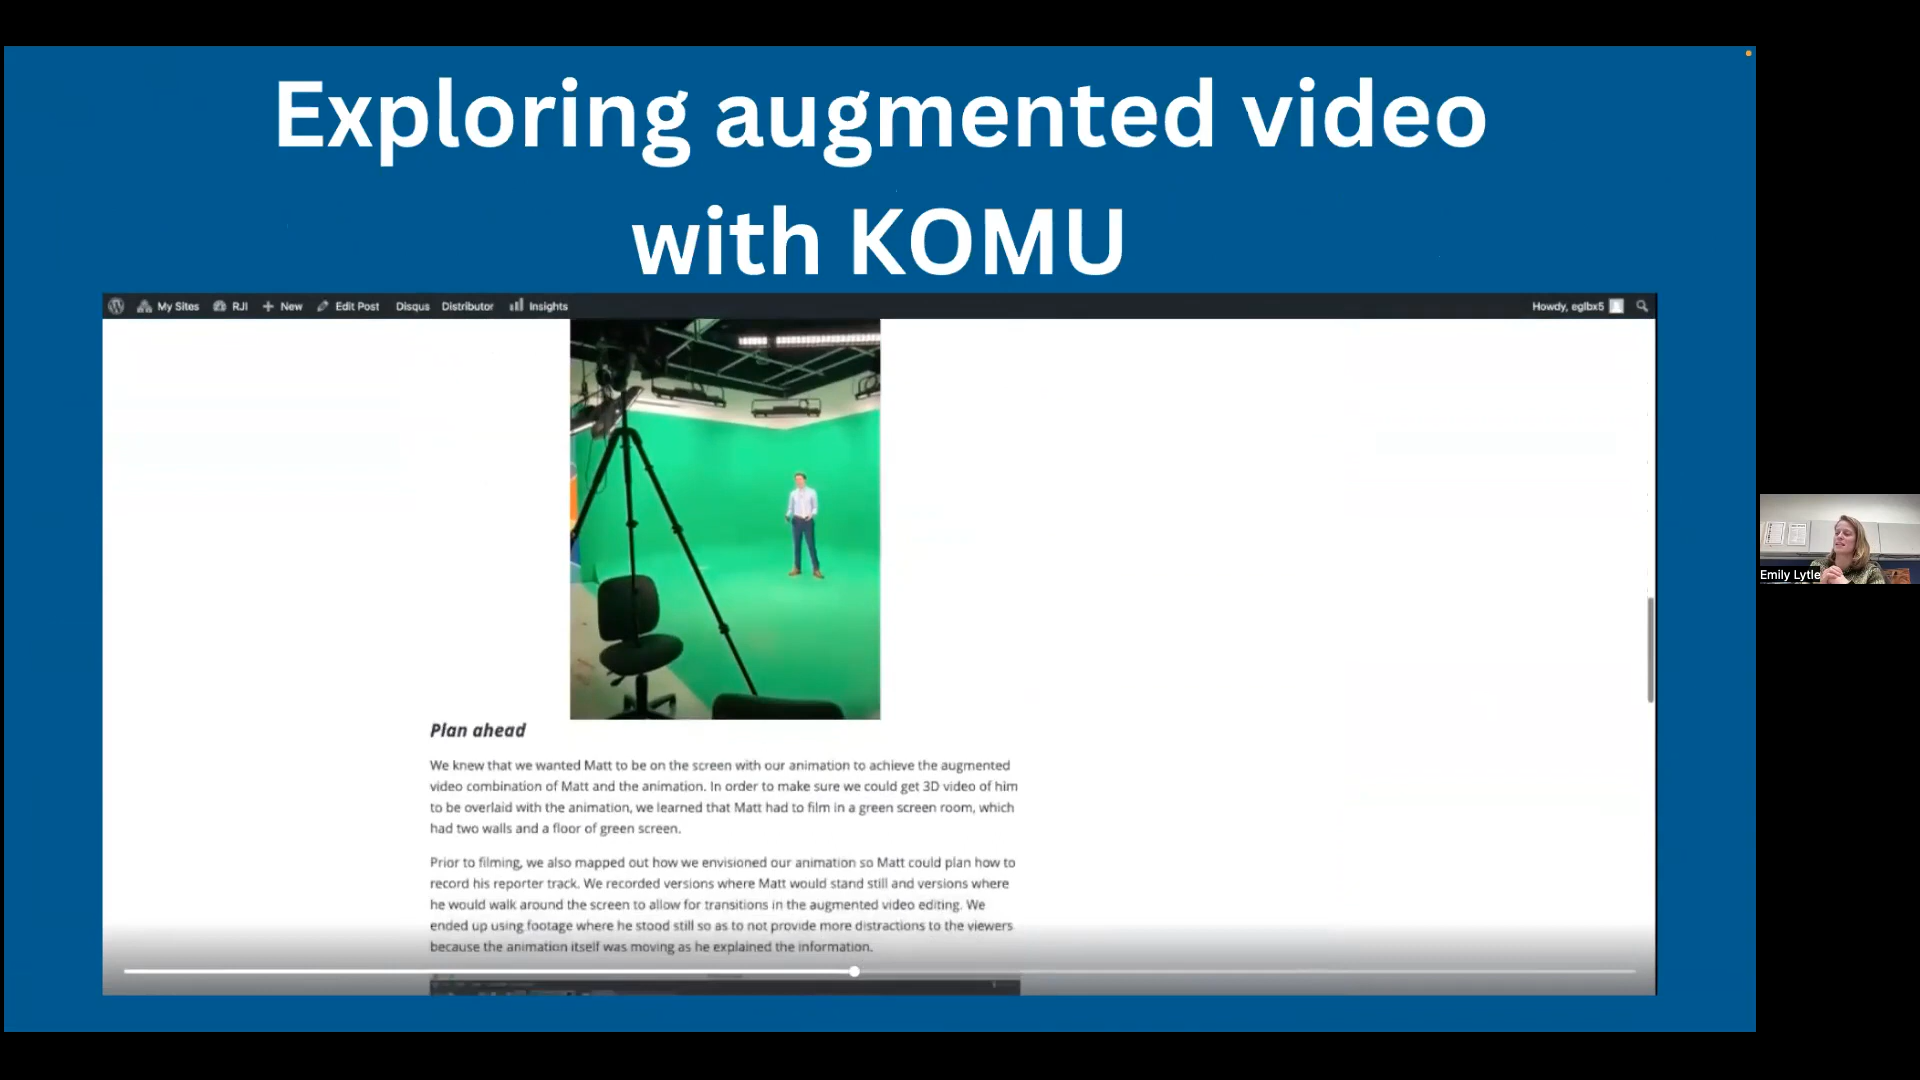 Exploring augmented video
with KOMU
My Sites RJI New Edit Post Disqus Distributor Insights Howdy, eglbx5
Plan ahead
We knew that we wanted Matt to be on the screen with our animation to achieve the augmented
video combination of Matt and the animation. In order to make sure we could get 3D video of him
to be overlaid with the animation, we learned that Matt had to film in a green screen room, which
had two walls and a floor of green screen.
Prior to filming, we also mapped out how we envisioned our animation so Matt could plan how to
record his reporter track. We recorded versions where Matt would stand still and versions where
he would walk around the screen to allow for transitions in the augmented video editing. We
ended up using footage where he stood still so as to not provide more distractions to the viewers
because the animation itself was moving as he explained the information.
Emily Lytle